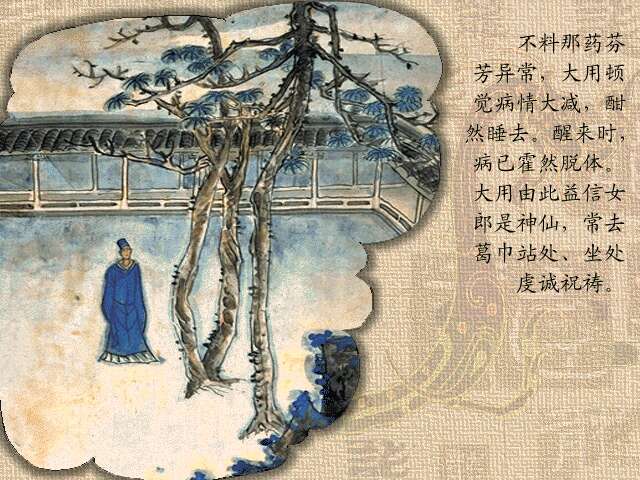 不料那药芬
芳异常，大用顿
觉病情大减，酣
然睡去。醒来时，
病已霍然脱体。
大用由此益信女
郎是神仙，常去
葛巾站处、坐处
虔诚祝祷。